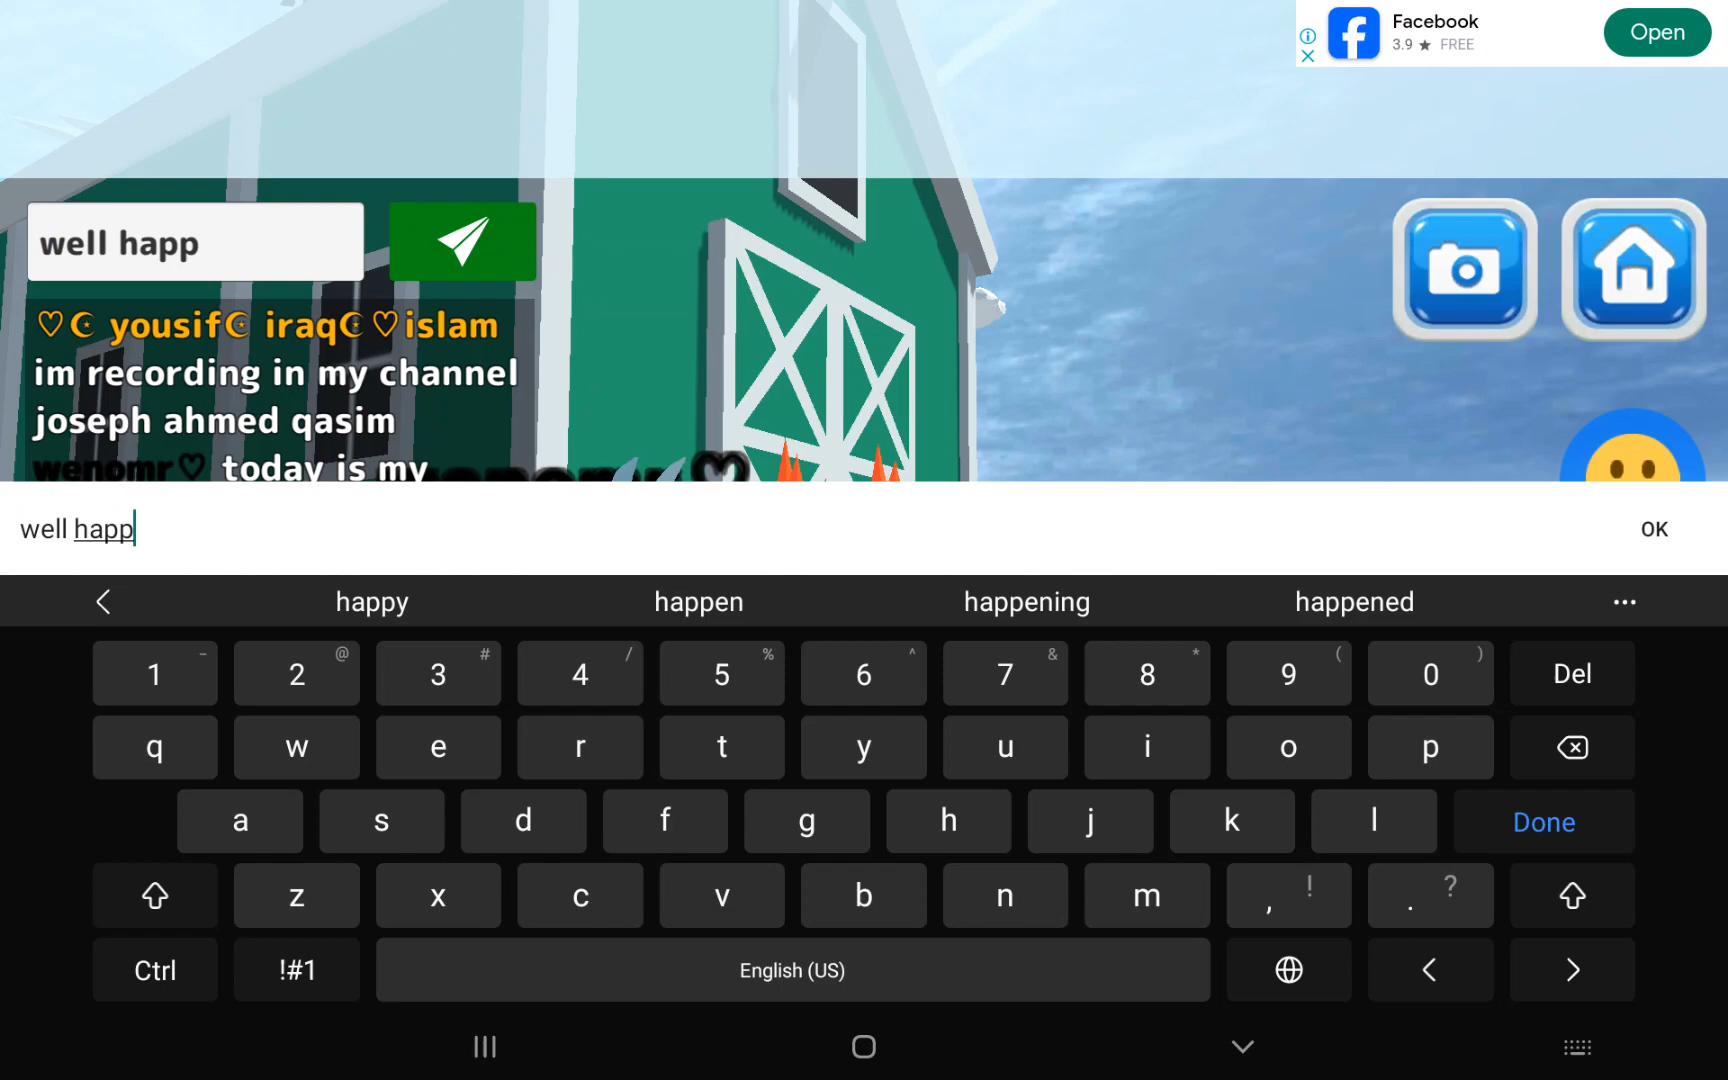 Facebook
3.9 ★ FREE
Open
well happ
♡☪ yousif☪ iraq☪♡islam
im recording in my channel
joseph ahmed qasim
wenomr♡ today is my
well happ
OK
happy happen happening happened ...
1 - 2 @ 3 # 4 / 5 % 6 ^ 7 & 8 * 9 ( 0 ) Del
q w e r t y u i o p
a s d f g h j k l Done
z x c v b n m , ! . ?
Ctrl !#1 English (US) < >